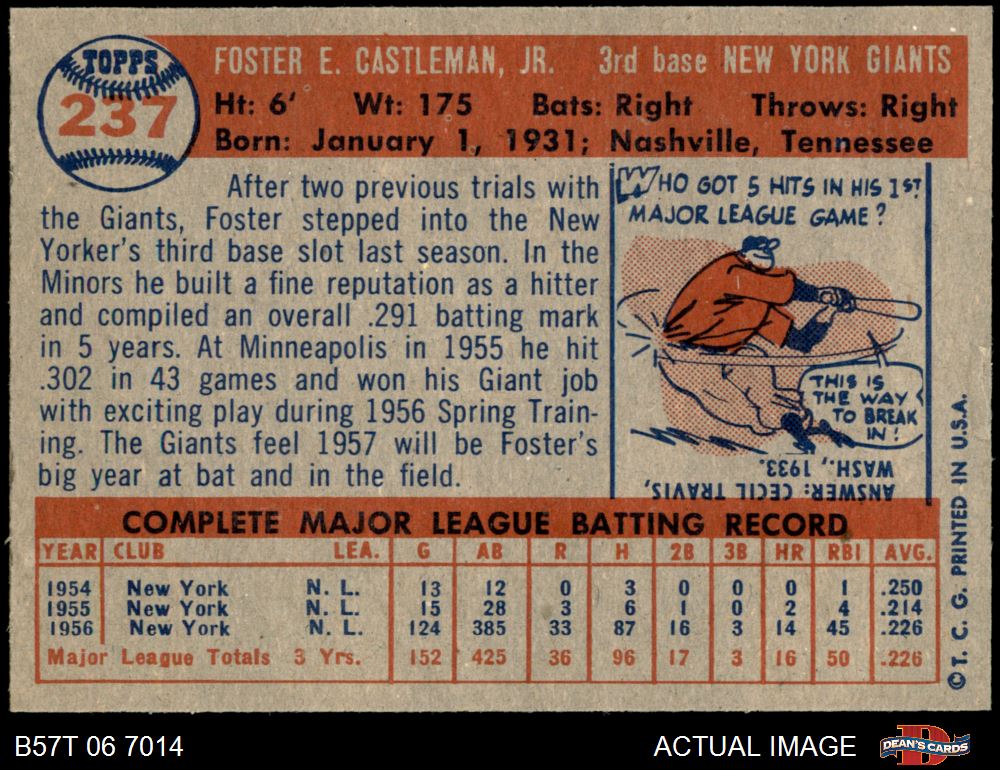 TOPPS
237
FOSTER E. CASTLEMAN, JR. 3rd base NEW YORK GIANTS
Ht: 6' Wt: 175 Bats: Right Throws: Right
Born: January 1, 1931; Nashville, Tennessee
After two previous trials with
the Giants, Foster stepped into the New
Yorker's third base slot last season. In the
Minors he built a fine reputation as a hitter
and compiled an overall .291 batting mark
in 5 years. At Minneapolis in 1955 he hit
.302 in 43 games and won his Giant job
with exciting play during 1956 Spring Train-
ing. The Giants feel 1957 will be Foster's
big year at bat and in the field.
WHO GOT 5 HITS IN HIS 1ST
MAJOR LEAGUE GAME?
THIS IS
THE WAY
TO BREAK
IN!
ANSWER: CECIL TRAVIS,
WASH., 1933.
COMPLETE MAJOR LEAGUE BATTING RECORD
YEAR CLUB LEA. G AB R H 2B 3B HR RBI AVG.
1954 New York N. L. 13 12 0 3 0 0 0 1 .250
1955 New York N. L. 15 28 3 6 1 0 2 4 .214
1956 New York N. L. 124 385 33 87 16 3 14 45 .226
Major League Totals 3 Yrs. 152 425 36 96 17 3 16 50 .226
© T. C. G. PRINTED IN U.S.A.
B57T 06 7014
ACTUAL IMAGE
D
DEAN'S CARDS